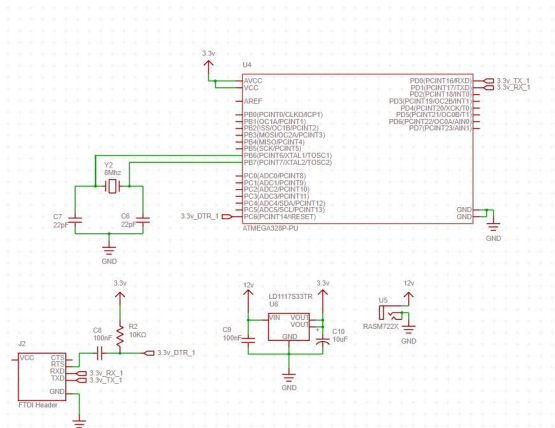 3.3v
U4
AVCC
VCC
AREF
PB0(PCINT0/CLKO/ICP1)
PB1(OC1A/PCINT1)
PB2(!SS/OC1B/PCINT2)
PB3(MOSI/OC2A/PCINT3)
PB4(MISO/PCINT4)
PB5(SCK/PCINT5)
PB6(PCINT6/XTAL1/TOSC1)
PB7(PCINT7/XTAL2/TOSC2)
PC0(ADC0/PCINT8)
PC1(ADC1/PCINT9)
PC2(ADC2/PCINT10)
PC3(ADC3/PCINT11)
PC4(ADC4/SDA/PCINT12)
PC5(ADC5/SCL/PCINT13)
PC6(PCINT14/!RESET)
PD0(PCINT16/RXD)
PD1(PCINT17/TXD)
PD2(PCINT18/INT0)
PD3(PCINT19/OC2B/INT1)
PD4(PCINT20/XCK/T0)
PD5(PCINT21/OC0B/T1)
PD6(PCINT22/OC0A/AIN0)
PD7(PCINT23/AIN1)
GND
GND
ATMEGA328P-PU
3.3v_TX_1
3.3v_RX_1
GND
Y2
8Mhz
C7
22pF
C6
22pF
GND
3.3v_DTR_1
3.3v
R2
10KΩ
C8
100nF
3.3v_DTR_1
J2
VCC
CTS
RTS
RXD
TXD
GND
FTDI Header
3.3v_RX_1
3.3v_TX_1
12v
3.3v
LD1117S33TR
U6
VIN
VOUT
VOUT
GND
C9
100nF
+
C10
10uF
GND
12v
U5
RASM722X
GND